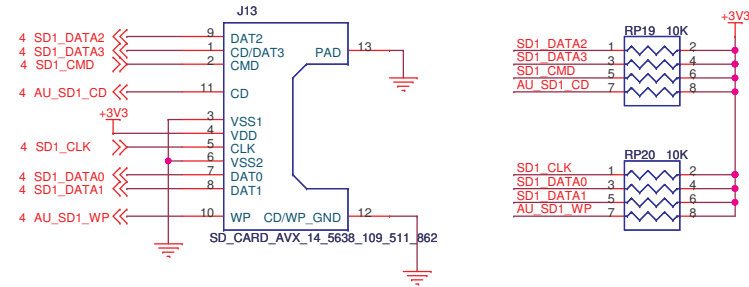 J13
4 SD1_DATA2 9 DAT2
4 SD1_DATA3 1 CD/DAT3 PAD 13
4 SD1_CMD 2 CMD
4 AU_SD1_CD 11 CD
+3V3
3 VSS1
4 VDD
4 SD1_CLK 5 CLK
6 VSS2
4 SD1_DATA0 7 DAT0
4 SD1_DATA1 8 DAT1
4 AU_SD1_WP 10 WP CD/WP_GND 12
SD_CARD_AVX_14_5638_109_511_862
+3V3
RP19 10K
SD1_DATA2 1 2
SD1_DATA3 3 4
SD1_CMD 5 6
AU_SD1_CD 7 8
RP20 10K
SD1_CLK 1 2
SD1_DATA0 3 4
SD1_DATA1 5 6
AU_SD1_WP 7 8